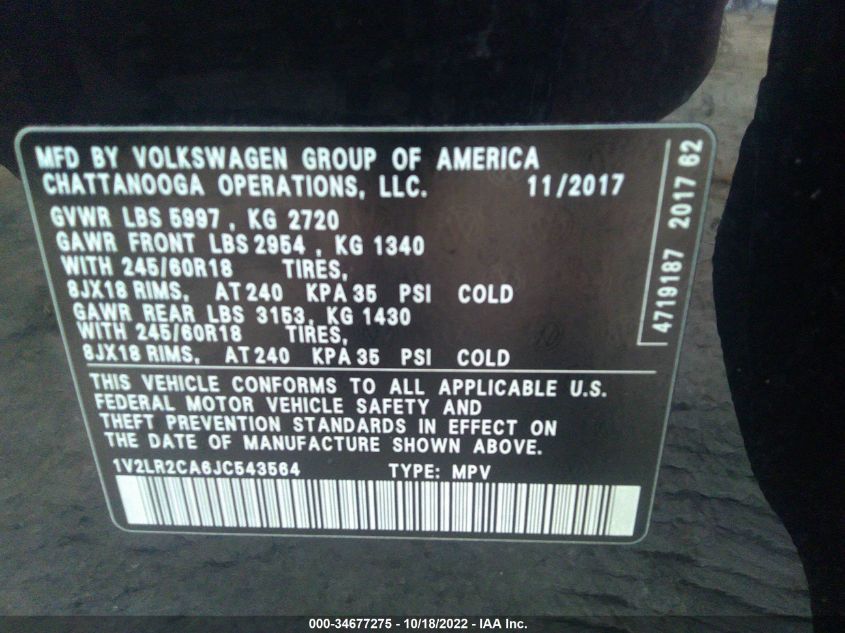 MFD BY VOLKSWAGEN GROUP OF AMERICA
CHATTANOOGA OPERATIONS, LLC. 11/2017
GVWR LBS 5997 , KG 2720
GAWR FRONT LBS 2954 , KG 1340
WITH 245/60R18 TIRES,
8JX18 RIMS, AT 240 KPA 35 PSI COLD
GAWR REAR LBS 3153, KG 1430
WITH 245/60R18 TIRES,
8JX18 RIMS, AT 240 KPA 35 PSI COLD
4719187 2017 62
THIS VEHICLE CONFORMS TO ALL APPLICABLE U.S.
FEDERAL MOTOR VEHICLE SAFETY AND
THEFT PREVENTION STANDARDS IN EFFECT ON
THE DATE OF MANUFACTURE SHOWN ABOVE.
1V2LR2CA6JC543564 TYPE: MPV
000-34677275 - 10/18/2022 - IAA Inc.